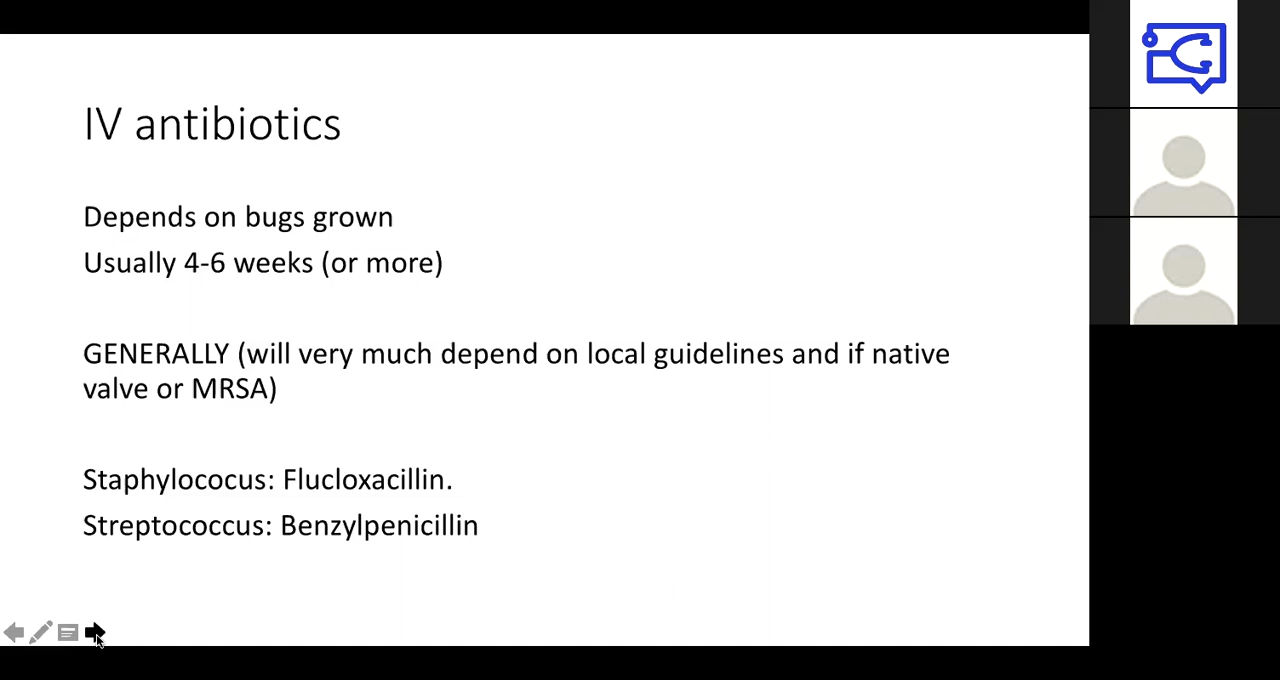 IV antibiotics
Depends on bugs grown
Usually 4-6 weeks (or more)
GENERALLY (will very much depend on local guidelines and if native
valve or MRSA)
Staphylococus: Flucloxacillin.
Streptococcus: Benzylpenicillin